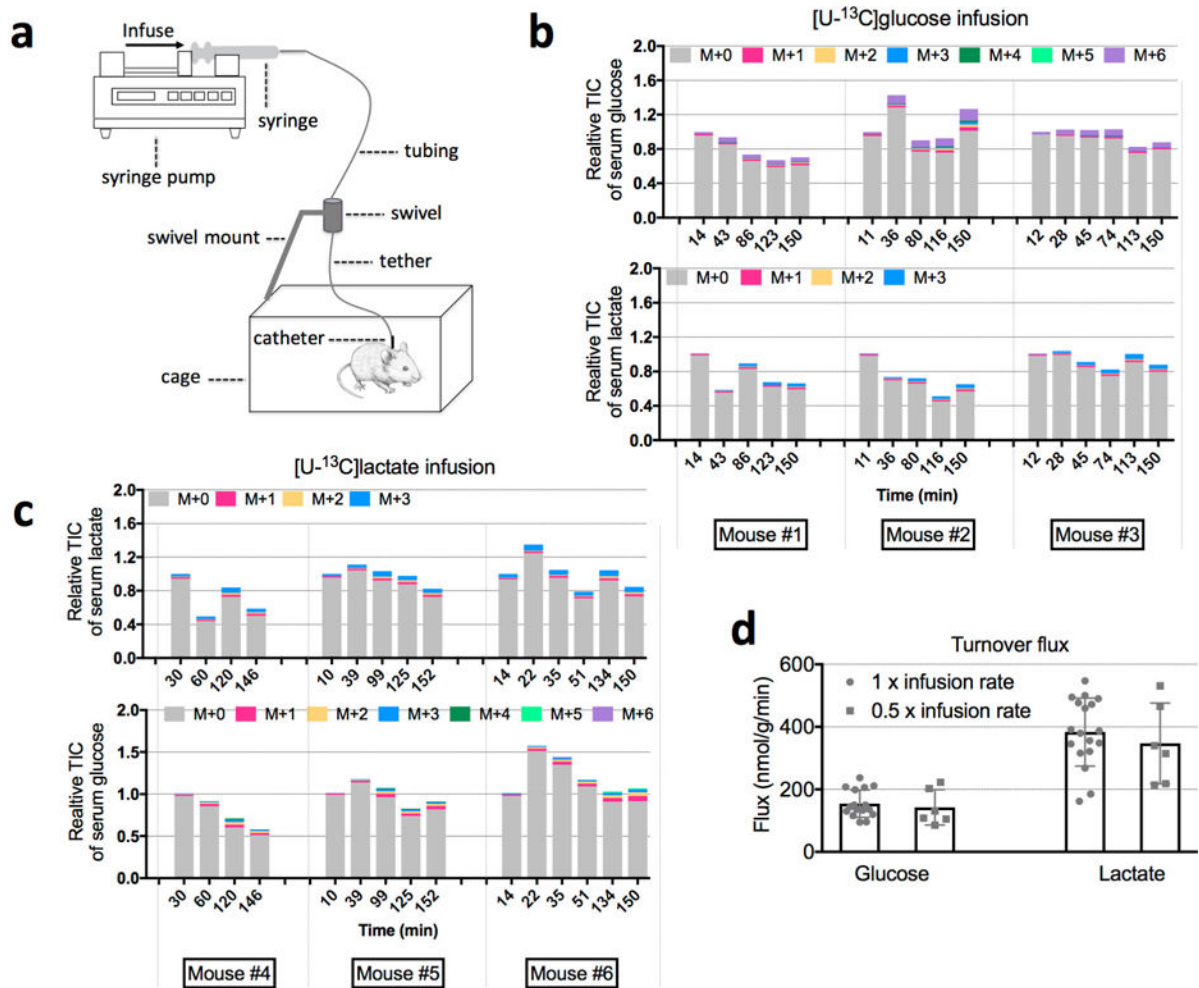 a
Infuse
syringe
syringe pump
tubing
swivel
swivel mount
tether
catheter
cage
b
[U-¹³C]glucose infusion
Realtive TIC
of serum glucose
2.0
1.6
1.2
0.8
0.4
0.0
M+0 M+1 M+2 M+3 M+4 M+5 M+6
14 43 86 123 150 11 36 80 116 150 12 28 45 74 113 150
Realtive TIC
of serum lactate
2.0
1.6
1.2
0.8
0.4
0.0
M+0 M+1 M+2 M+3
14 43 86 123 150 11 36 80 116 150 12 28 45 74 113 150
Time (min)
Mouse #1 Mouse #2 Mouse #3
c
[U-¹³C]lactate infusion
Relative TIC
of serum lactate
2.0
1.6
1.2
0.8
0.4
0.0
M+0 M+1 M+2 M+3
30 60 120 146 10 39 99 125 152 14 22 35 51 134 150
Relative TIC
of serum glucose
2.0
1.5
1.0
0.5
0.0
M+0 M+1 M+2 M+3 M+4 M+5 M+6
30 60 120 146 10 39 99 125 152 14 22 35 51 134 150
Time (min)
Mouse #4 Mouse #5 Mouse #6
d
Turnover flux
Flux (nmol/g/min)
600
400
200
0
1 x infusion rate
0.5 x infusion rate
Glucose Lactate